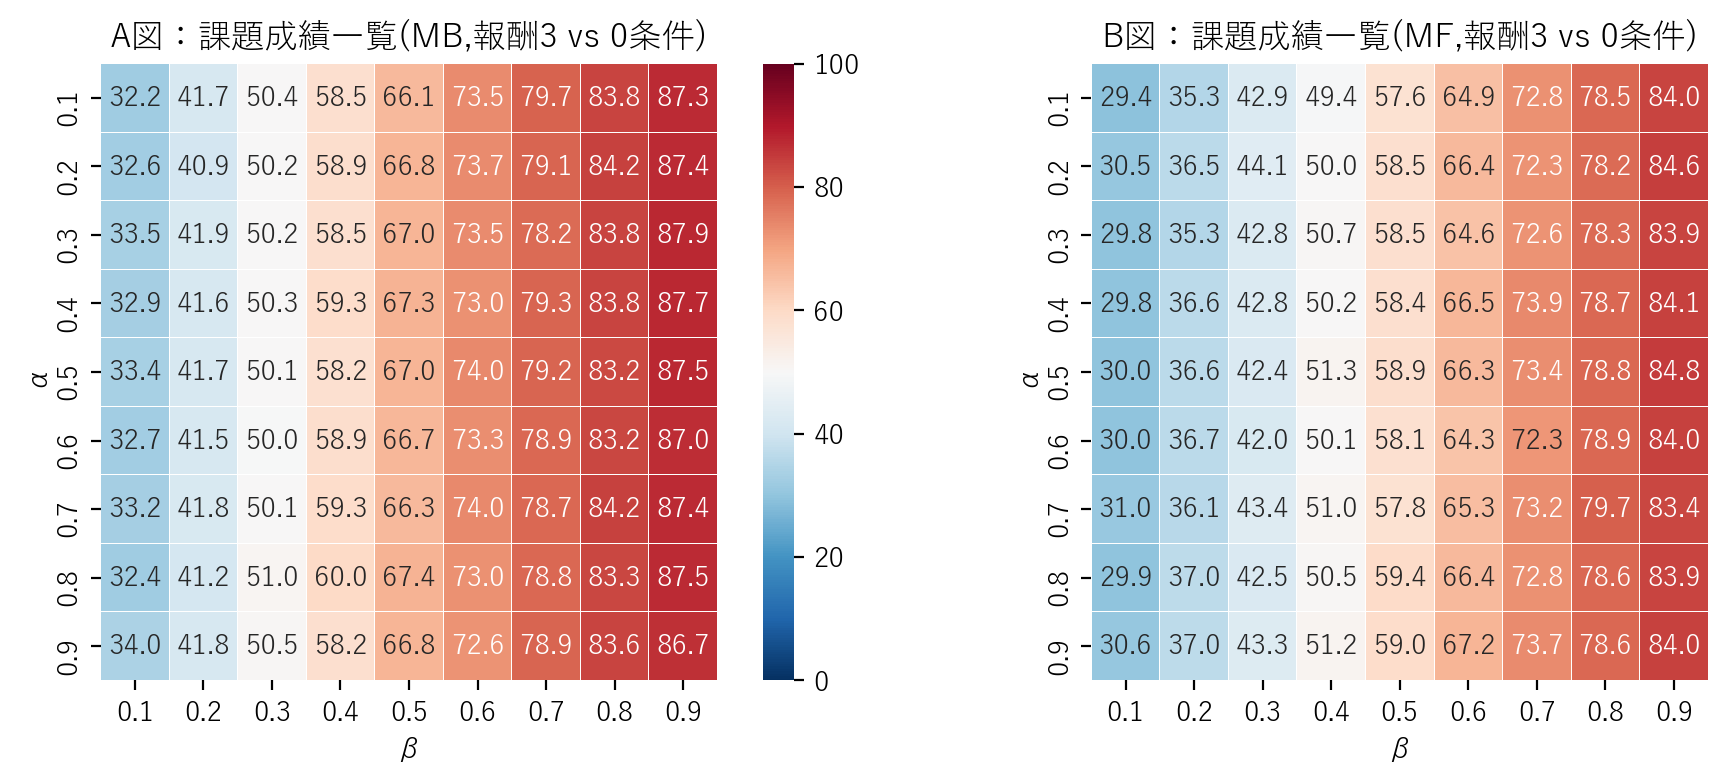 A図：課題成績一覧(MB,報酬3 vs 0条件)
0.1 32.2 41.7 50.4 58.5 66.1 73.5 79.7 83.8 87.3
0.2 32.6 40.9 50.2 58.9 66.8 73.7 79.1 84.2 87.4
0.3 33.5 41.9 50.2 58.5 67.0 73.5 78.2 83.8 87.9
0.4 32.9 41.6 50.3 59.3 67.3 73.0 79.3 83.8 87.7
0.5 33.4 41.7 50.1 58.2 67.0 74.0 79.2 83.2 87.5
0.6 32.7 41.5 50.0 58.9 66.7 73.3 78.9 83.2 87.0
0.7 33.2 41.8 50.1 59.3 66.3 74.0 78.7 84.2 87.4
0.8 32.4 41.2 51.0 60.0 67.4 73.0 78.8 83.3 87.5
0.9 34.0 41.8 50.5 58.2 66.8 72.6 78.9 83.6 86.7
0.1 0.2 0.3 0.4 0.5 0.6 0.7 0.8 0.9
α
β
100
80
60
40
20
0
B図：課題成績一覧(MF,報酬3 vs 0条件)
0.1 29.4 35.3 42.9 49.4 57.6 64.9 72.8 78.5 84.0
0.2 30.5 36.5 44.1 50.0 58.5 66.4 72.3 78.2 84.6
0.3 29.8 35.3 42.8 50.7 58.5 64.6 72.6 78.3 83.9
0.4 29.8 36.6 42.8 50.2 58.4 66.5 73.9 78.7 84.1
0.5 30.0 36.6 42.4 51.3 58.9 66.3 73.4 78.8 84.8
0.6 30.0 36.7 42.0 50.1 58.1 64.3 72.3 78.9 84.0
0.7 31.0 36.1 43.4 51.0 57.8 65.3 73.2 79.7 83.4
0.8 29.9 37.0 42.5 50.5 59.4 66.4 72.8 78.6 83.9
0.9 30.6 37.0 43.3 51.2 59.0 67.2 73.7 78.6 84.0
0.1 0.2 0.3 0.4 0.5 0.6 0.7 0.8 0.9
α
β